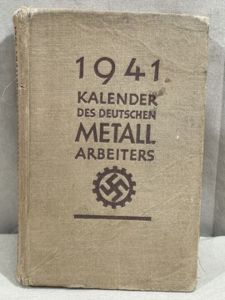 1941
KALENDER
DES DEUTSCHEN
METALL
ARBEITERS